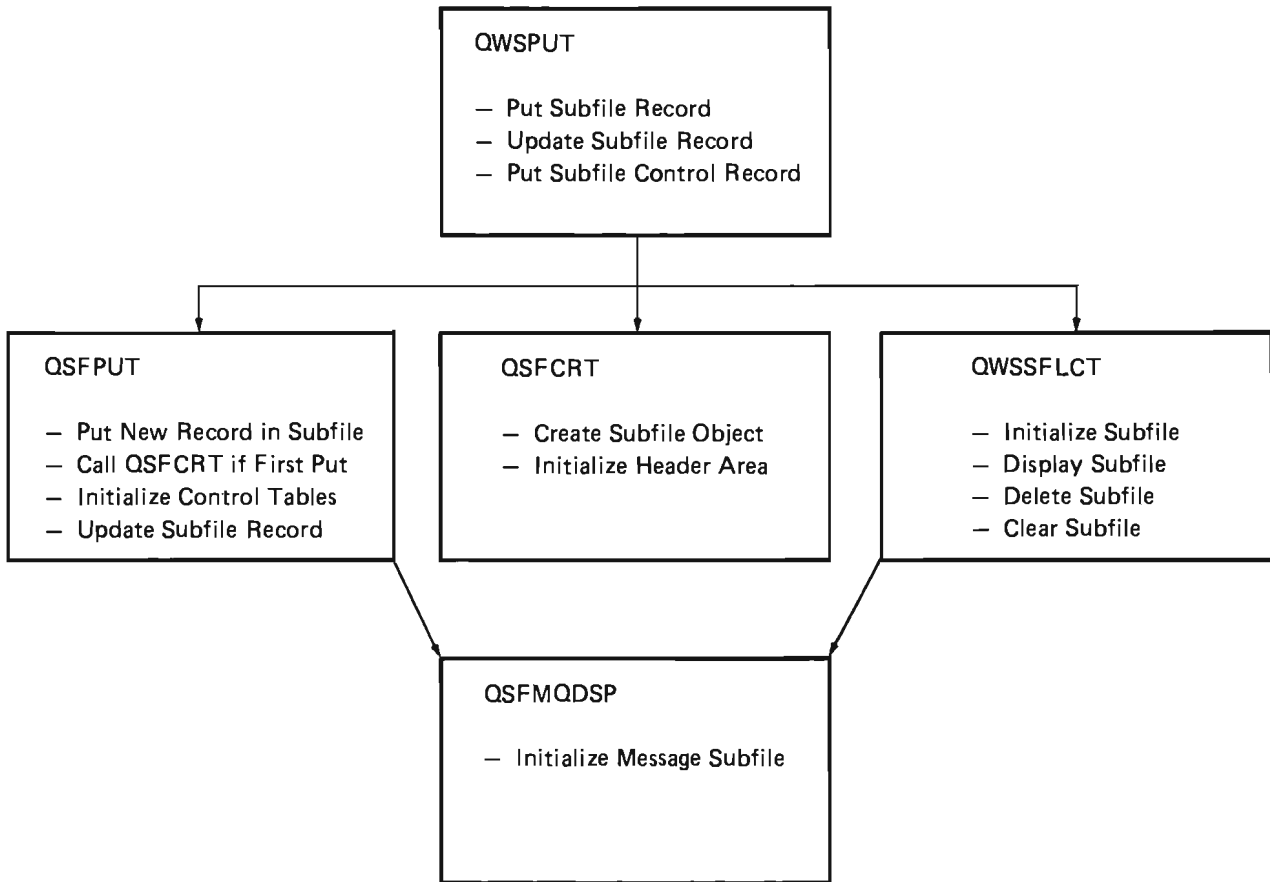 QWSPUT
— Put Subfile Record
— Update Subfile Record
— Put Subfile Control Record
QSFPUT
— Put New Record in Subfile
— Call QSFCRT if First Put
— Initialize Control Tables
— Update Subfile Record
QSFCRT
— Create Subfile Object
— Initialize Header Area
QWSSFLCT
— Initialize Subfile
— Display Subfile
— Delete Subfile
— Clear Subfile
QSFMQDSP
— Initialize Message Subfile